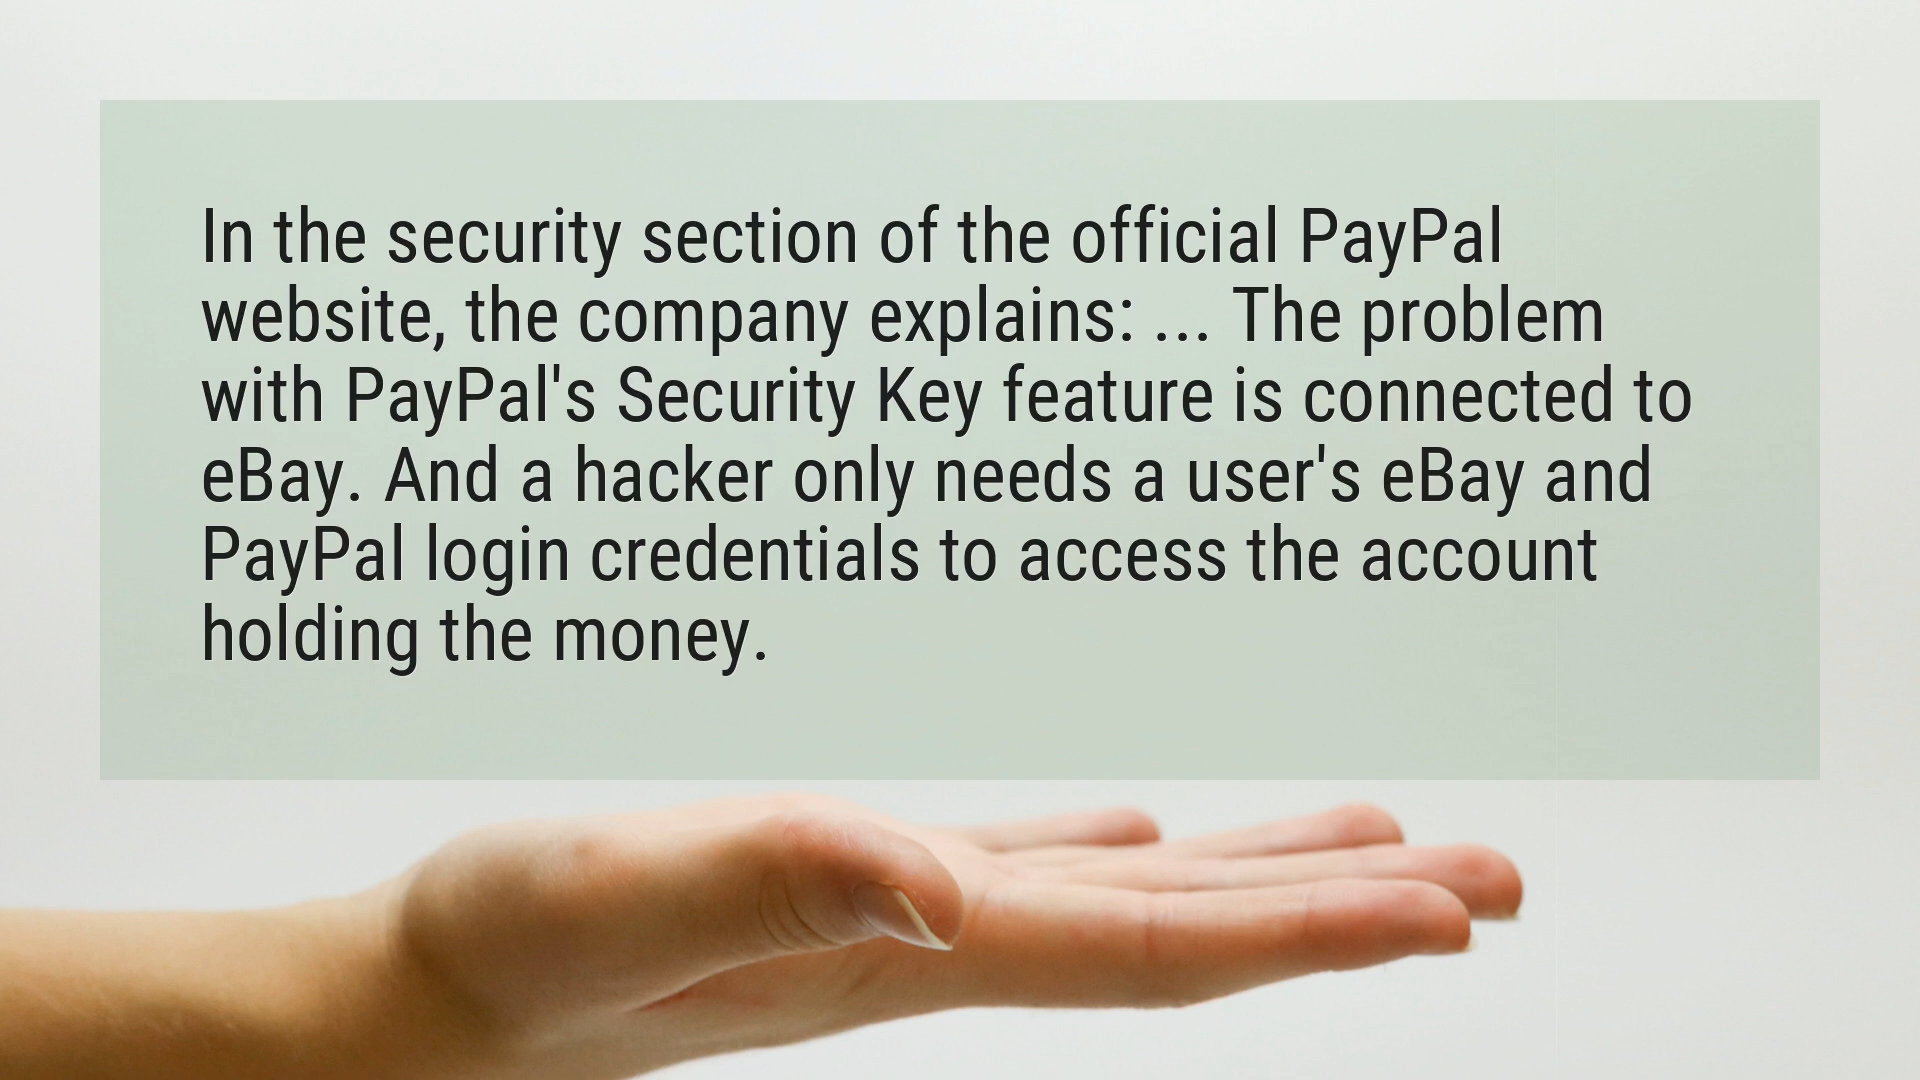 In the security section of the official PayPal
website, the company explains: ... The problem
with PayPal's Security Key feature is connected to
eBay. And a hacker only needs a user's eBay and
PayPal login credentials to access the account
holding the money.